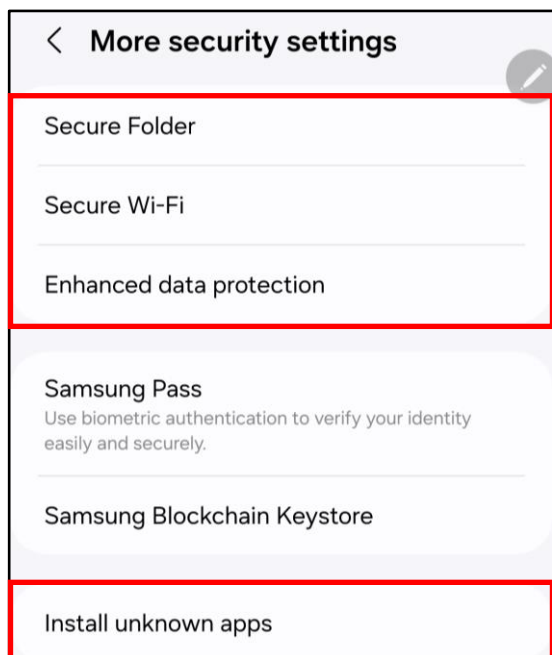 More security settings
Secure Folder
Secure Wi-Fi
Enhanced data protection
Samsung Pass
Use biometric authentication to verify your identity
easily and securely.
Samsung Blockchain Keystore
Install unknown apps